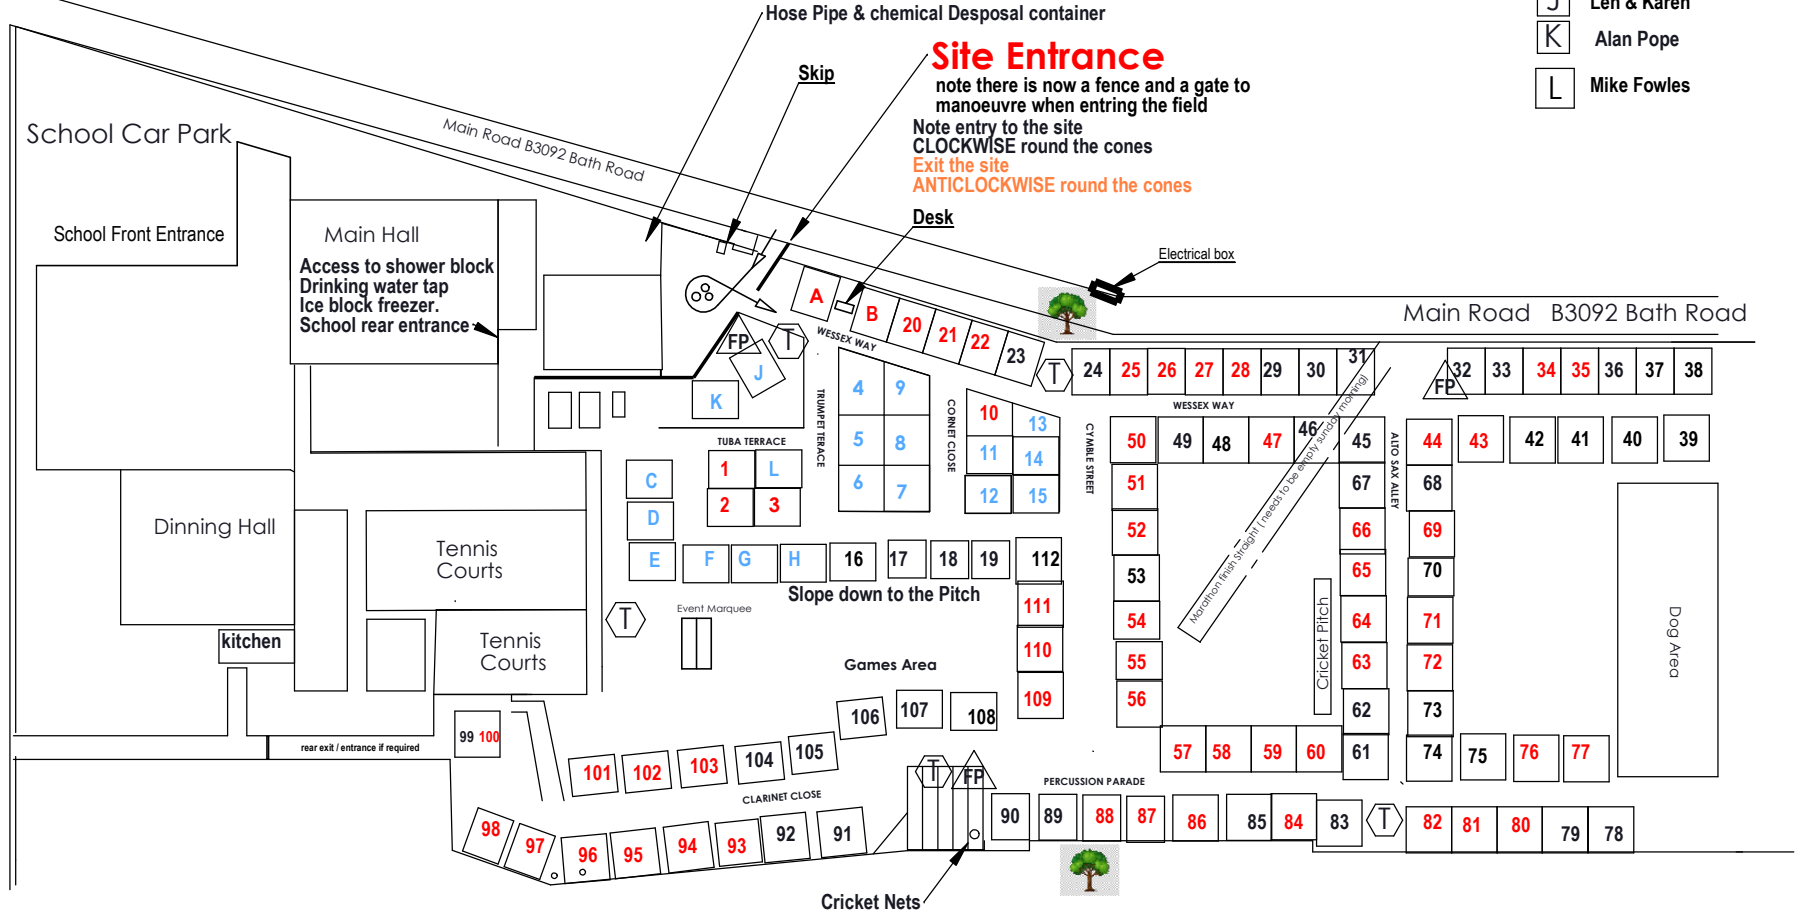 Hose Pipe & chemical Desposal container
J Len & Karen
K Alan Pope
L Mike Fowles
Site Entrance
note there is now a fence and a gate to
manoeuvre when entring the field
Note entry to the site
CLOCKWISE round the cones
Exit the site
ANTICLOCKWISE round the cones
Skip
Desk
School Car Park
Main Road B3092 Bath Road
School Front Entrance
Main Hall
Access to shower block
Drinking water tap
Ice block freezer.
School rear entrance
Electrical box
Main Road B3092 Bath Road
A
B
20
21
22
23
WESSEX WAY
FP
T
J
K
T
24
25
26
27
28
29
30
31
FP
32
33
34
35
36
37
38
WESSEX WAY
TUBA TERRACE
TRUMPET TERACE
CORNET CLOSE
CYMBLE STREET
ALTO SAX ALLEY
4
9
5
8
6
7
10
13
11
14
12
15
50
49
48
47
46
45
44
43
42
41
40
39
C
D
E
1
L
2
3
F
G
H
16
17
18
19
112
Slope down to the Pitch
51
52
53
54
55
56
67
66
65
64
63
62
61
68
69
70
71
72
73
74
75
76
77
Marathon finish Straight ( needs to be empty sunday morning)
Cricket Pitch
Dog Area
Dinning Hall
kitchen
Tennis
Courts
Tennis
Courts
T
Event Marquee
Games Area
111
110
109
108
107
106
105
104
103
102
101
99
100
rear exit / entrance if required
57
58
59
60
CLARINET CLOSE
PERCUSSION PARADE
T
FP
98
97
96
95
94
93
92
91
90
89
88
87
86
85
84
83
T
82
81
80
79
78
Cricket Nets